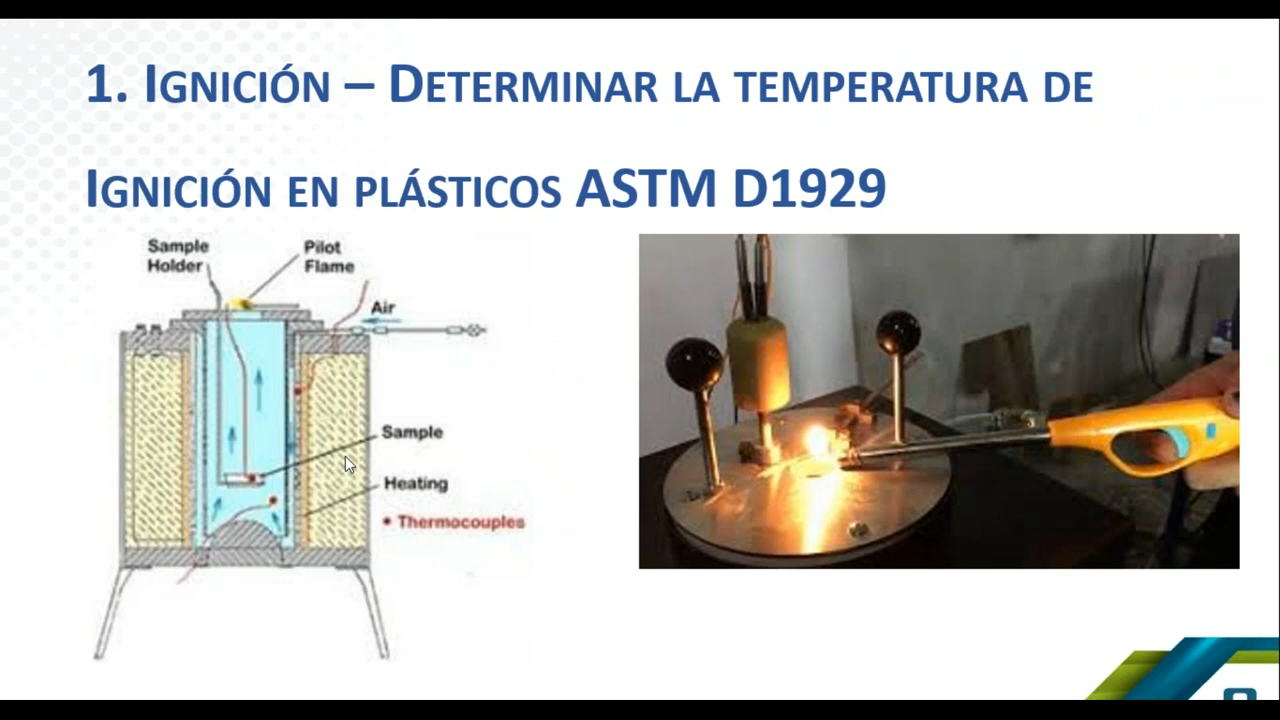 1. Ignición – Determinar la temperatura de
Ignición en plásticos ASTM D1929
Sample
Holder
Pilot
Flame
Air
Sample
Heating
Thermocouples